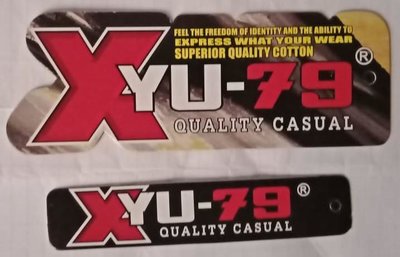 FEEL THE FREEDOM OF IDENTITY AND THE ABILITY TO
EXPRESS WHAT YOUR WEAR
SUPERIOR QUALITY COTTON
XYU-79®
QUALITY CASUAL
XYU-79®
QUALITY CASUAL